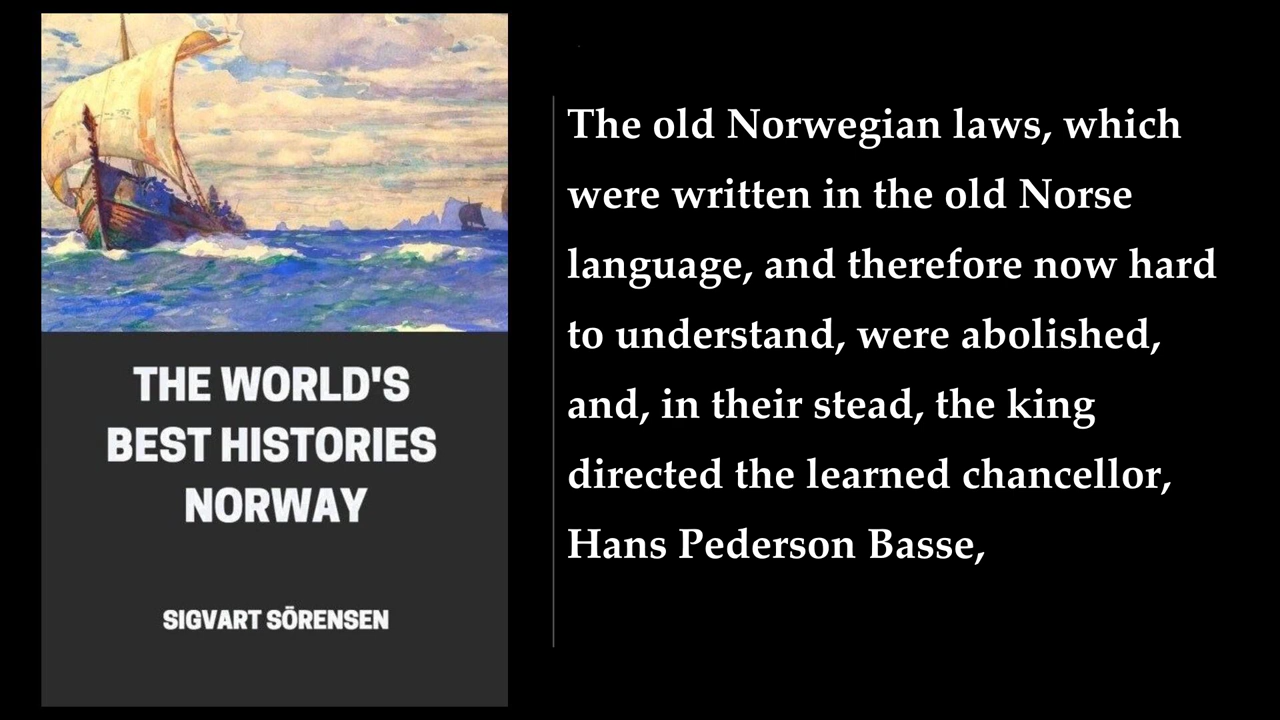 THE WORLD'S
BEST HISTORIES
NORWAY
SIGVART SÖRENSEN
The old Norwegian laws, which
were written in the old Norse
language, and therefore now hard
to understand, were abolished,
and, in their stead, the king
directed the learned chancellor,
Hans Pederson Basse,